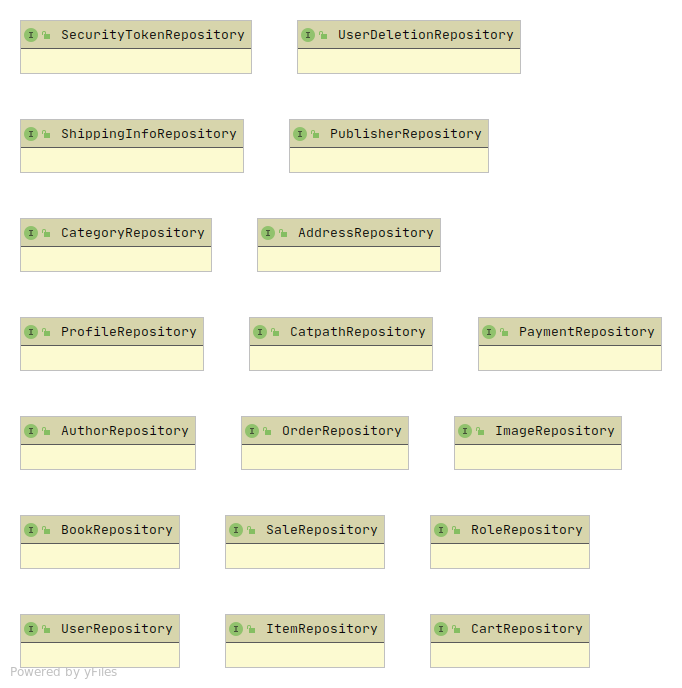 I SecurityTokenRepository
I UserDeletionRepository
I ShippingInfoRepository
I PublisherRepository
I CategoryRepository
I AddressRepository
I ProfileRepository
I CatpathRepository
I PaymentRepository
I AuthorRepository
I OrderRepository
I ImageRepository
I BookRepository
I SaleRepository
I RoleRepository
I UserRepository
I ItemRepository
I CartRepository
Powered by yFiles